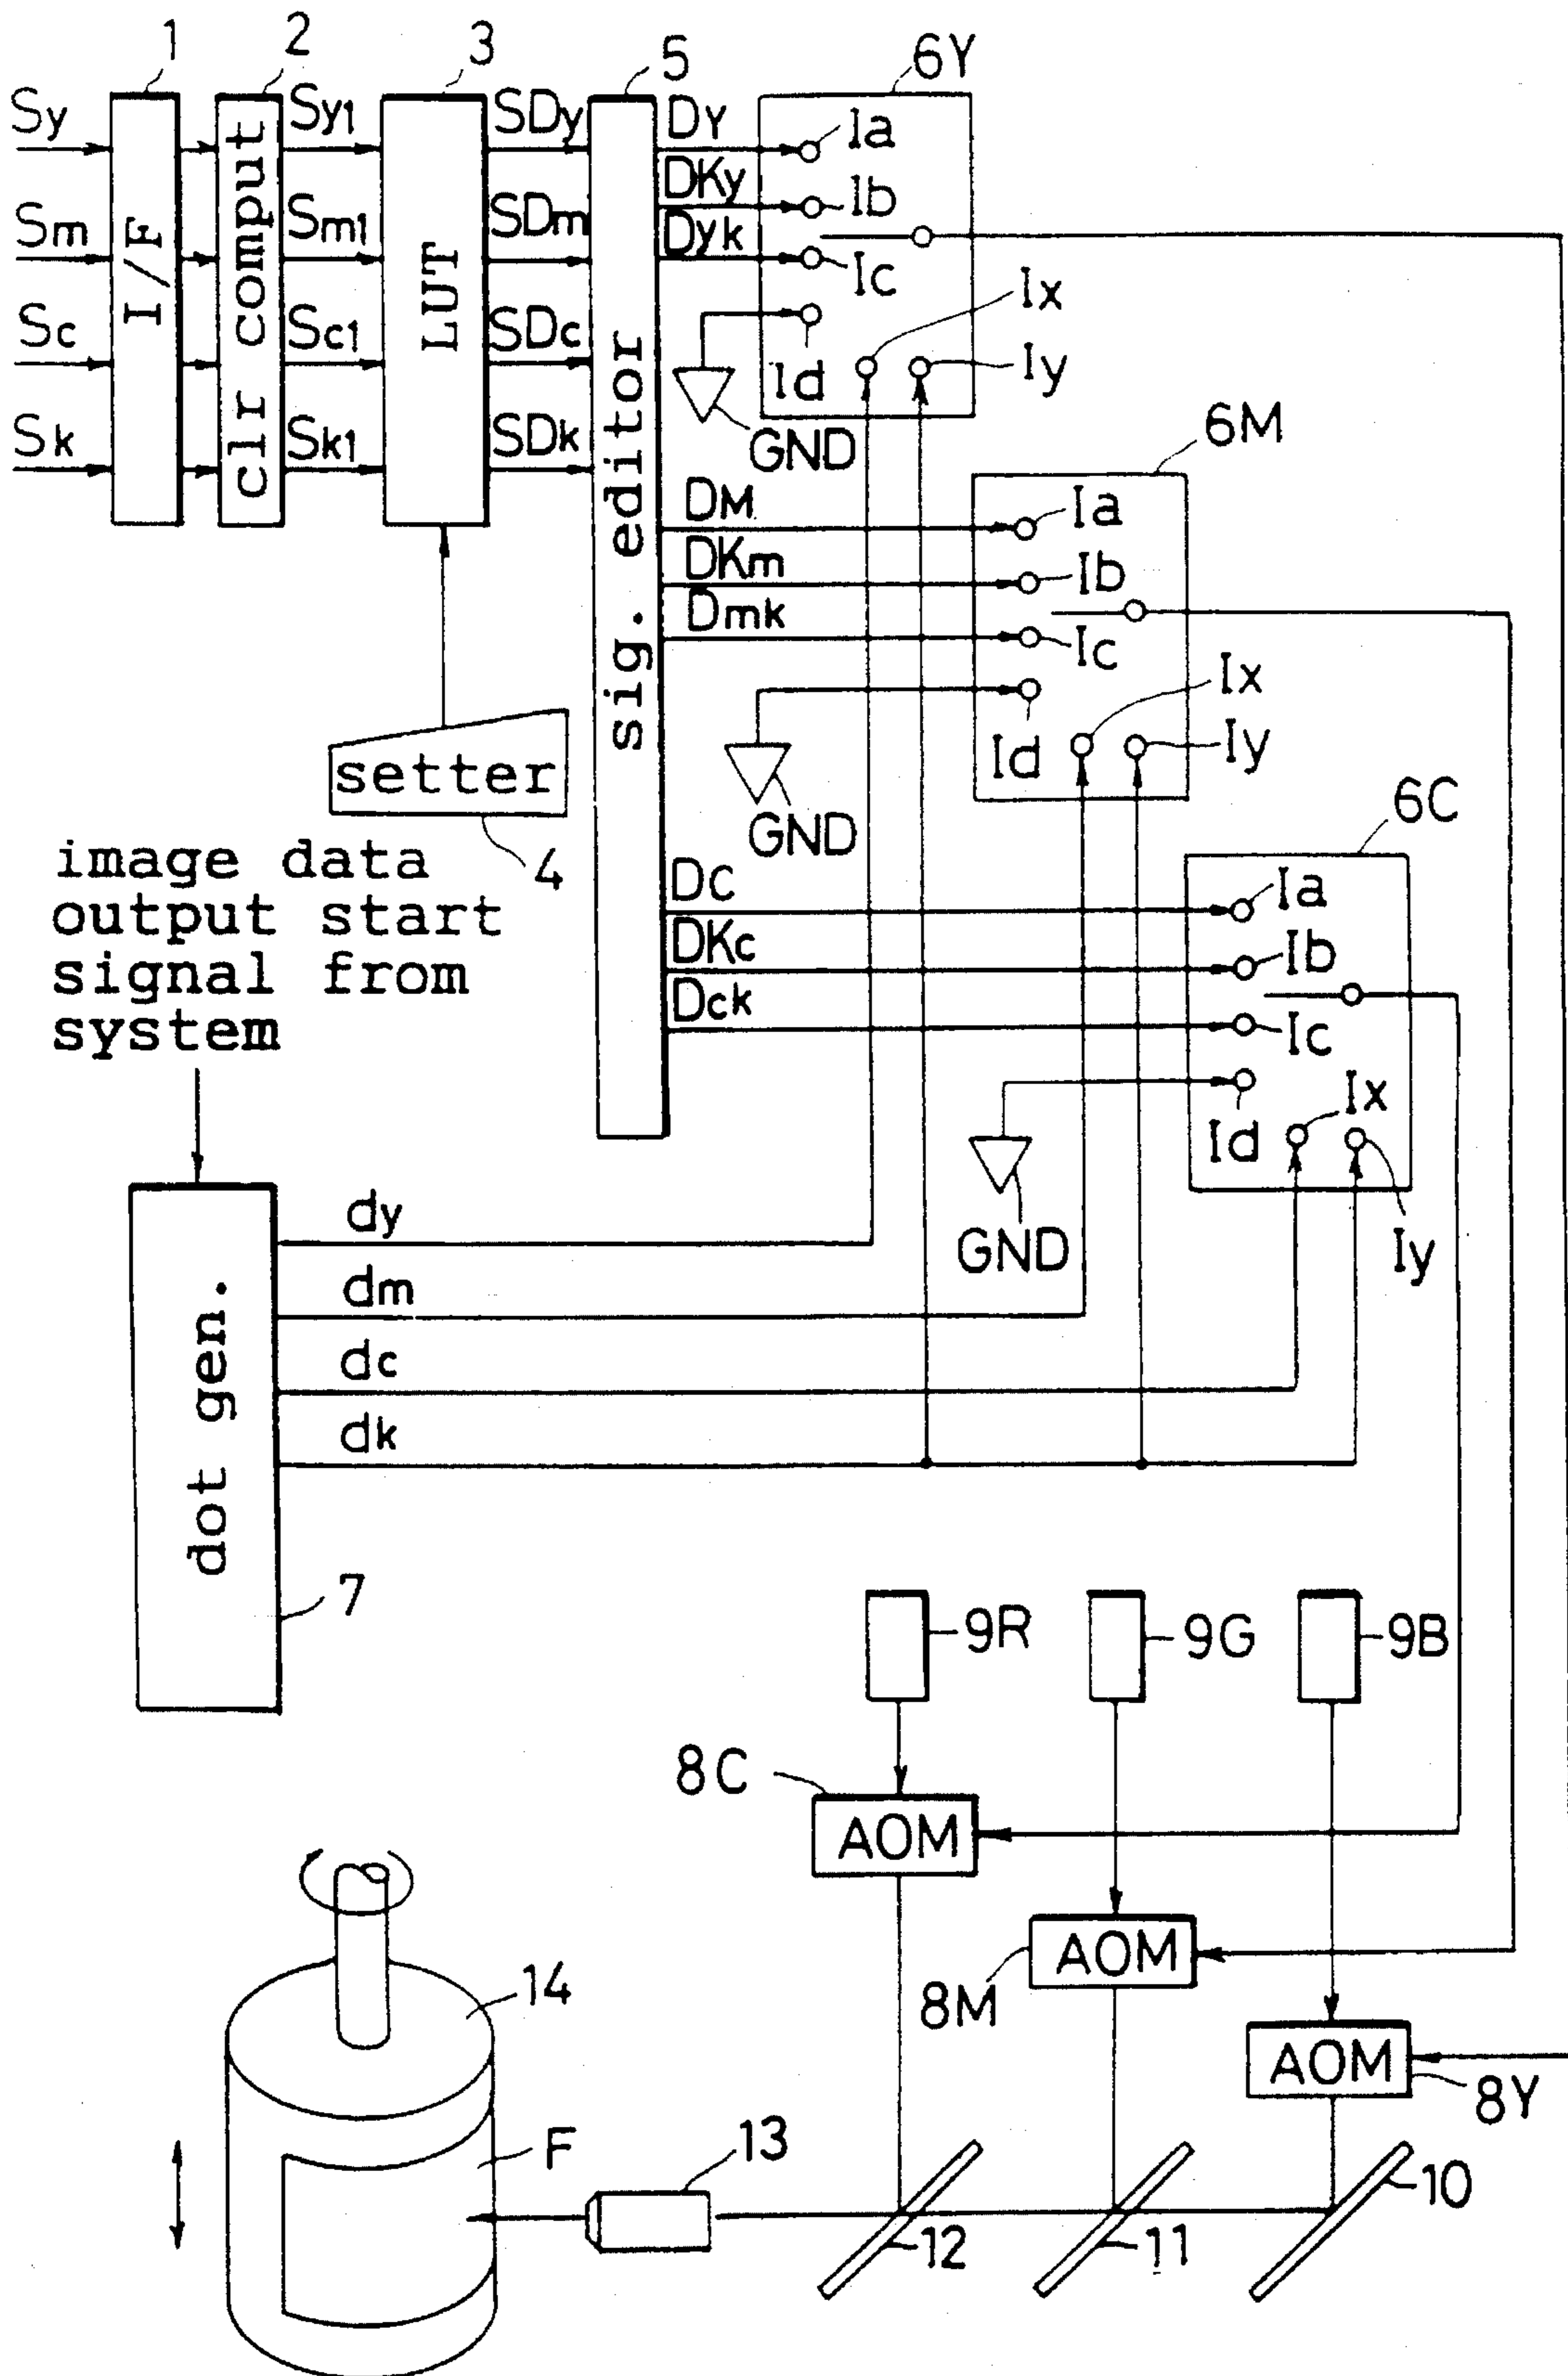 1
2
3
5
6Y
Sy
Sy1
SDy
DY
Ia
DKy
Ib
Sm
Sm1
SDm
Dyk
Ic
Ix
Sc
Sc1
SDc
Id
Iy
Sk
Sk1
SDk
GND
I/F
clr comput
LUT
sig. editor
6M
DM
Ia
DKm
Ib
Dmk
Ic
Ix
Id
Iy
GND
setter
4
6C
DC
Ia
DKc
Ib
Dck
Ic
Ix
Id
Iy
GND
image data
output start
signal from
system
dy
dm
dc
dk
dot gen.
7
9R
9G
9B
8C
AOM
AOM
8M
AOM
8Y
14
F
13
12
11
10